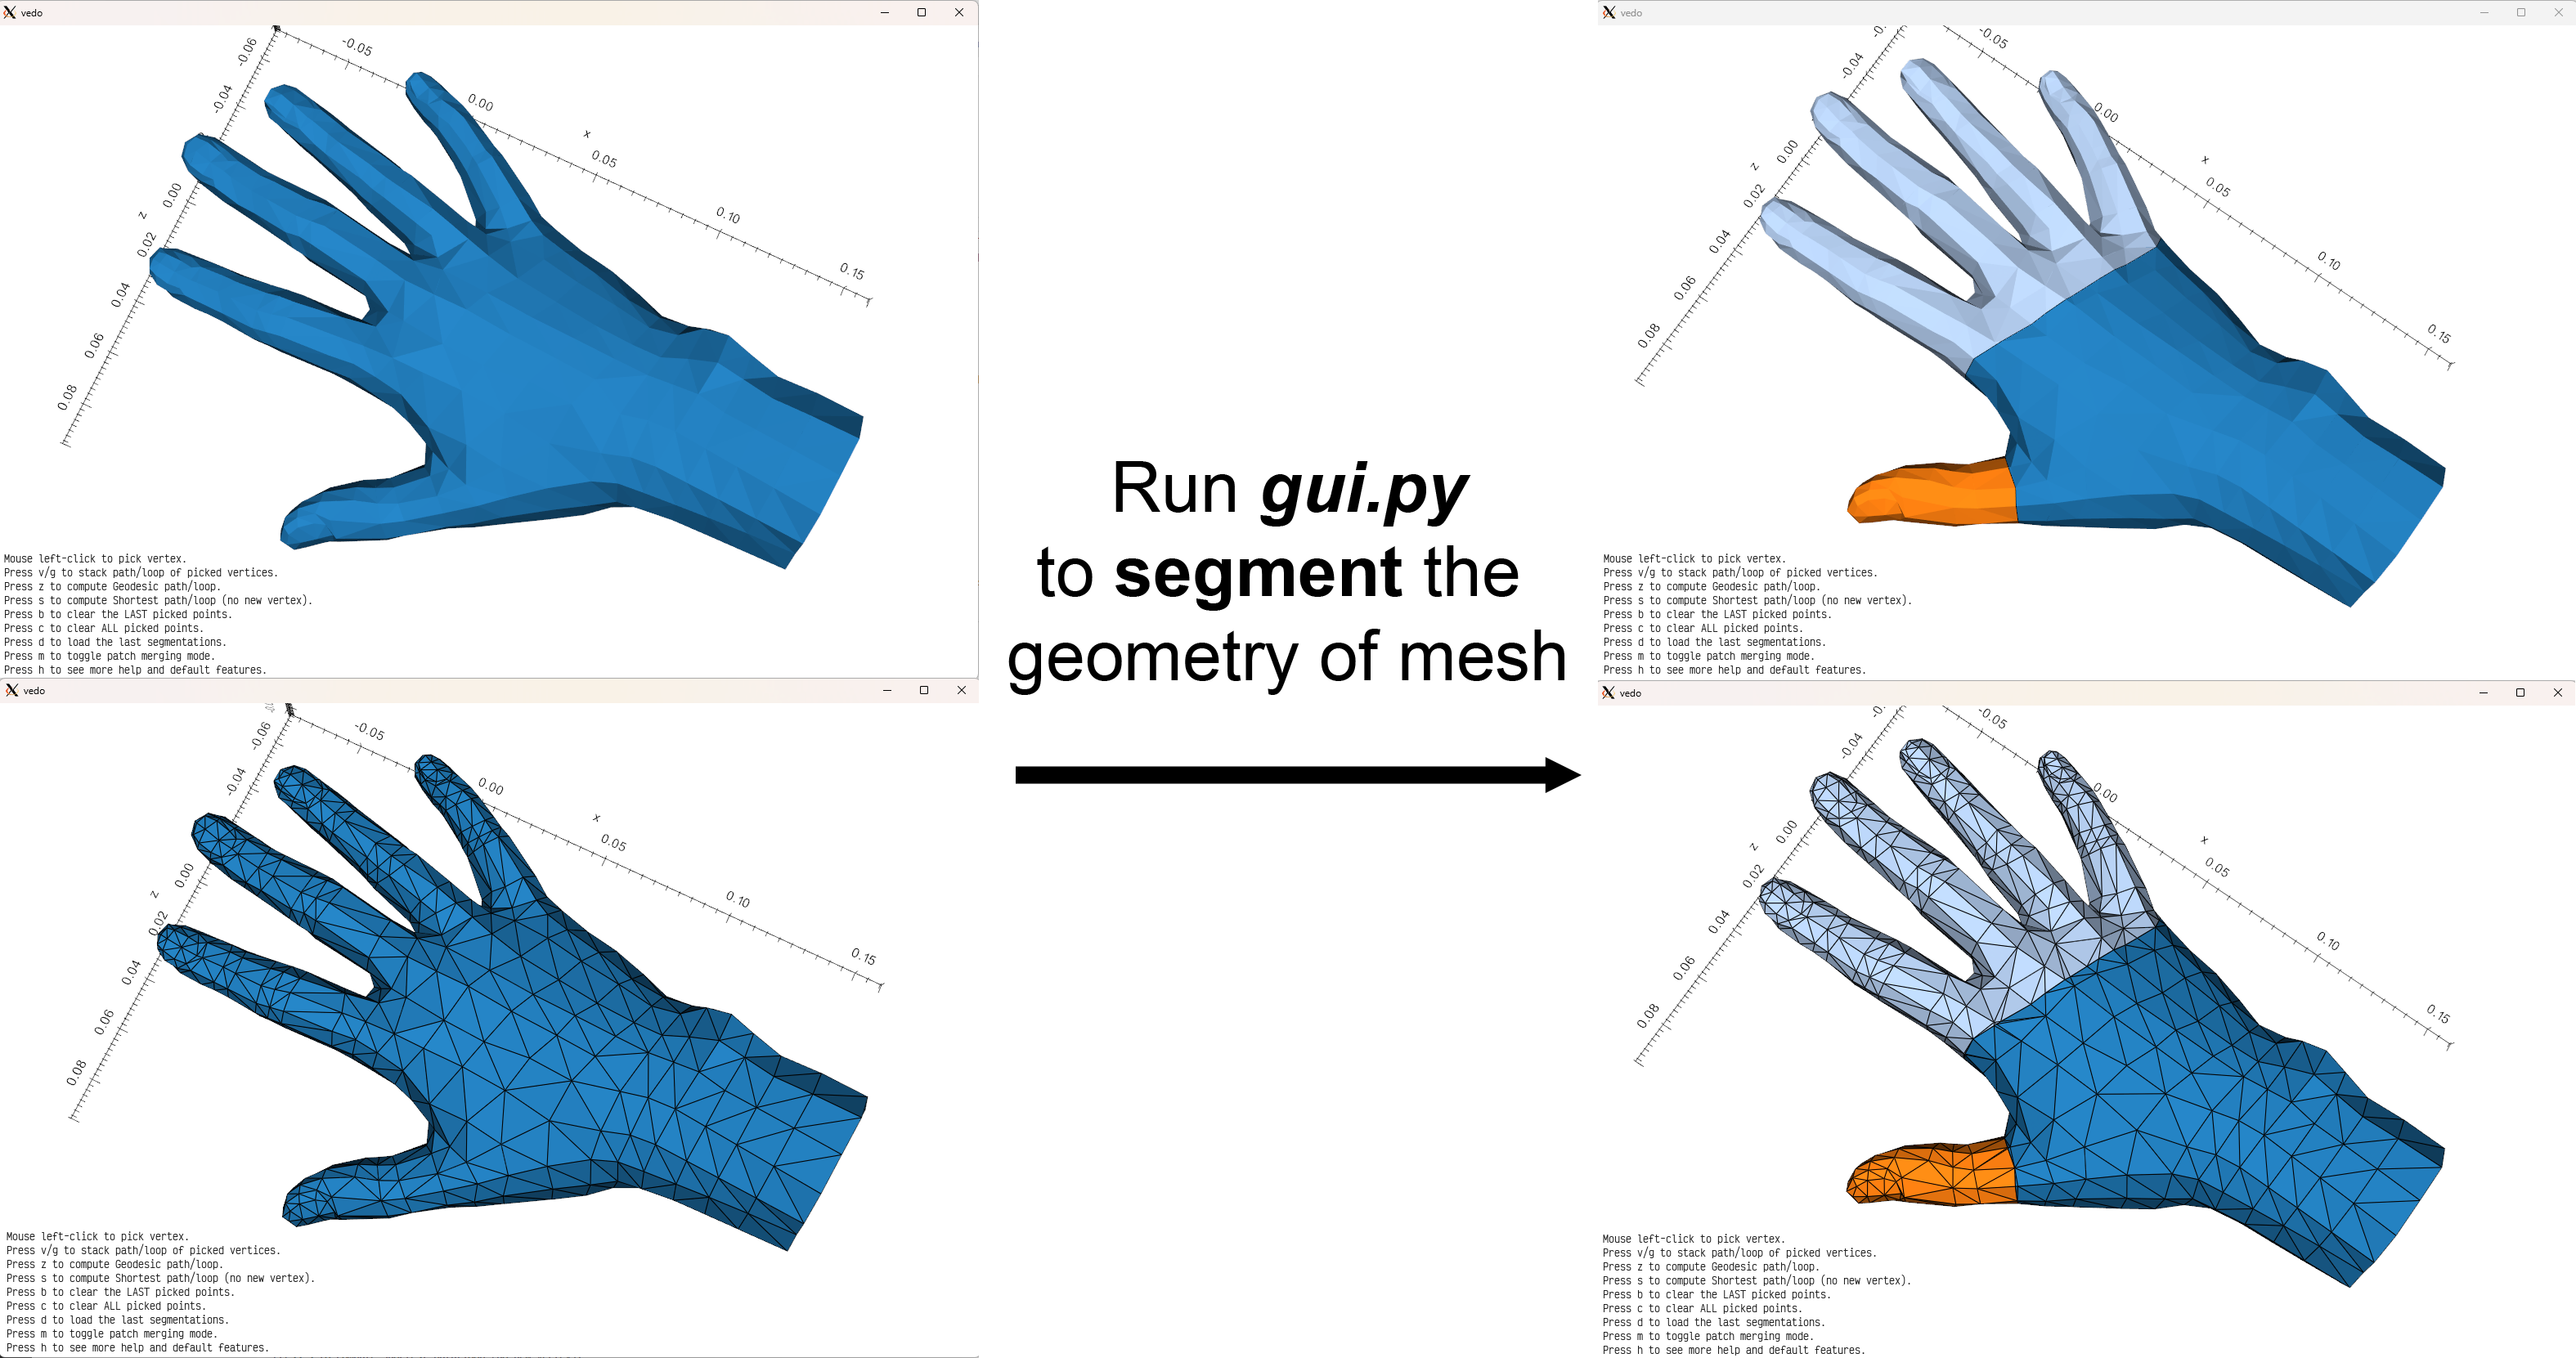 vedo
-0.06
-0.04
0.00
0.02
0.04
0.06
0.08
z
-0.05
0.00
x
0.05
0.10
0.15
Mouse left-click to pick vertex.
Press v/g to stack path/loop of picked vertices.
Press z to compute Geodesic path/loop.
Press s to compute Shortest path/loop (no new vertex).
Press b to clear the LAST picked points.
Press c to clear ALL picked points.
Press d to load the last segmentations.
Press m to toggle patch merging mode.
Press h to see more help and default features.
vedo
-0.06
-0.04
0.00
0.02
0.04
0.06
0.08
z
-0.05
0.00
x
0.05
0.10
0.15
Mouse left-click to pick vertex.
Press v/g to stack path/loop of picked vertices.
Press z to compute Geodesic path/loop.
Press s to compute Shortest path/loop (no new vertex).
Press b to clear the LAST picked points.
Press c to clear ALL picked points.
Press d to load the last segmentations.
Press m to toggle patch merging mode.
Press h to see more help and default features.
Run gui.py
to segment the
geometry of mesh
vedo
-0.04
0.00
0.02
0.04
0.06
0.08
z
-0.05
0.00
x
0.05
0.10
0.15
Mouse left-click to pick vertex.
Press v/g to stack path/loop of picked vertices.
Press z to compute Geodesic path/loop.
Press s to compute Shortest path/loop (no new vertex).
Press b to clear the LAST picked points.
Press c to clear ALL picked points.
Press d to load the last segmentations.
Press m to toggle patch merging mode.
Press h to see more help and default features.
vedo
-0.04
0.00
0.02
0.04
0.06
0.08
z
-0.05
0.00
x
0.05
0.10
0.15
Mouse left-click to pick vertex.
Press v/g to stack path/loop of picked vertices.
Press z to compute Geodesic path/loop.
Press s to compute Shortest path/loop (no new vertex).
Press b to clear the LAST picked points.
Press c to clear ALL picked points.
Press d to load the last segmentations.
Press m to toggle patch merging mode.
Press h to see more help and default features.